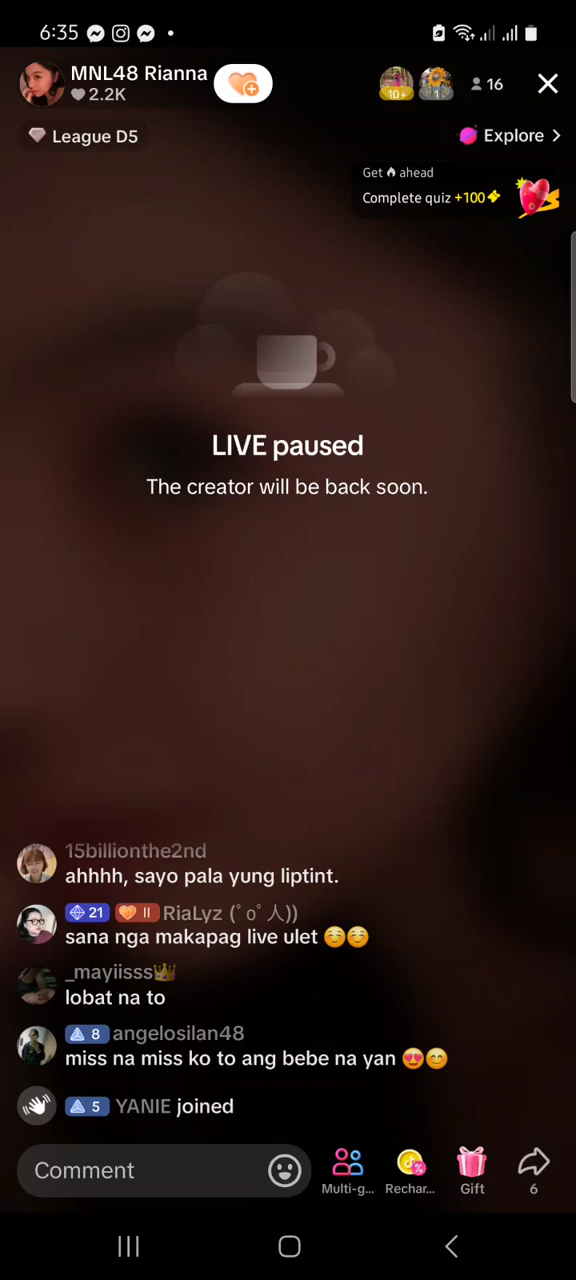 6:35
MNL48 Rianna
2.2K
10+
1
16
League D5
Explore >
Get 🔥 ahead
Complete quiz +100
LIVE paused
The creator will be back soon.
15billionthe2nd
ahhhh, sayo pala yung liptint.
21 II RiaLyz (ﾟοﾟ人))
sana nga makapag live ulet ☺️☺️
_mayiisss👑
lobat na to
8 angelosilan48
miss na miss ko to ang bebe na yan 😍😊
5 YANIE joined
Comment
Multi-g...
Rechar...
Gift
6